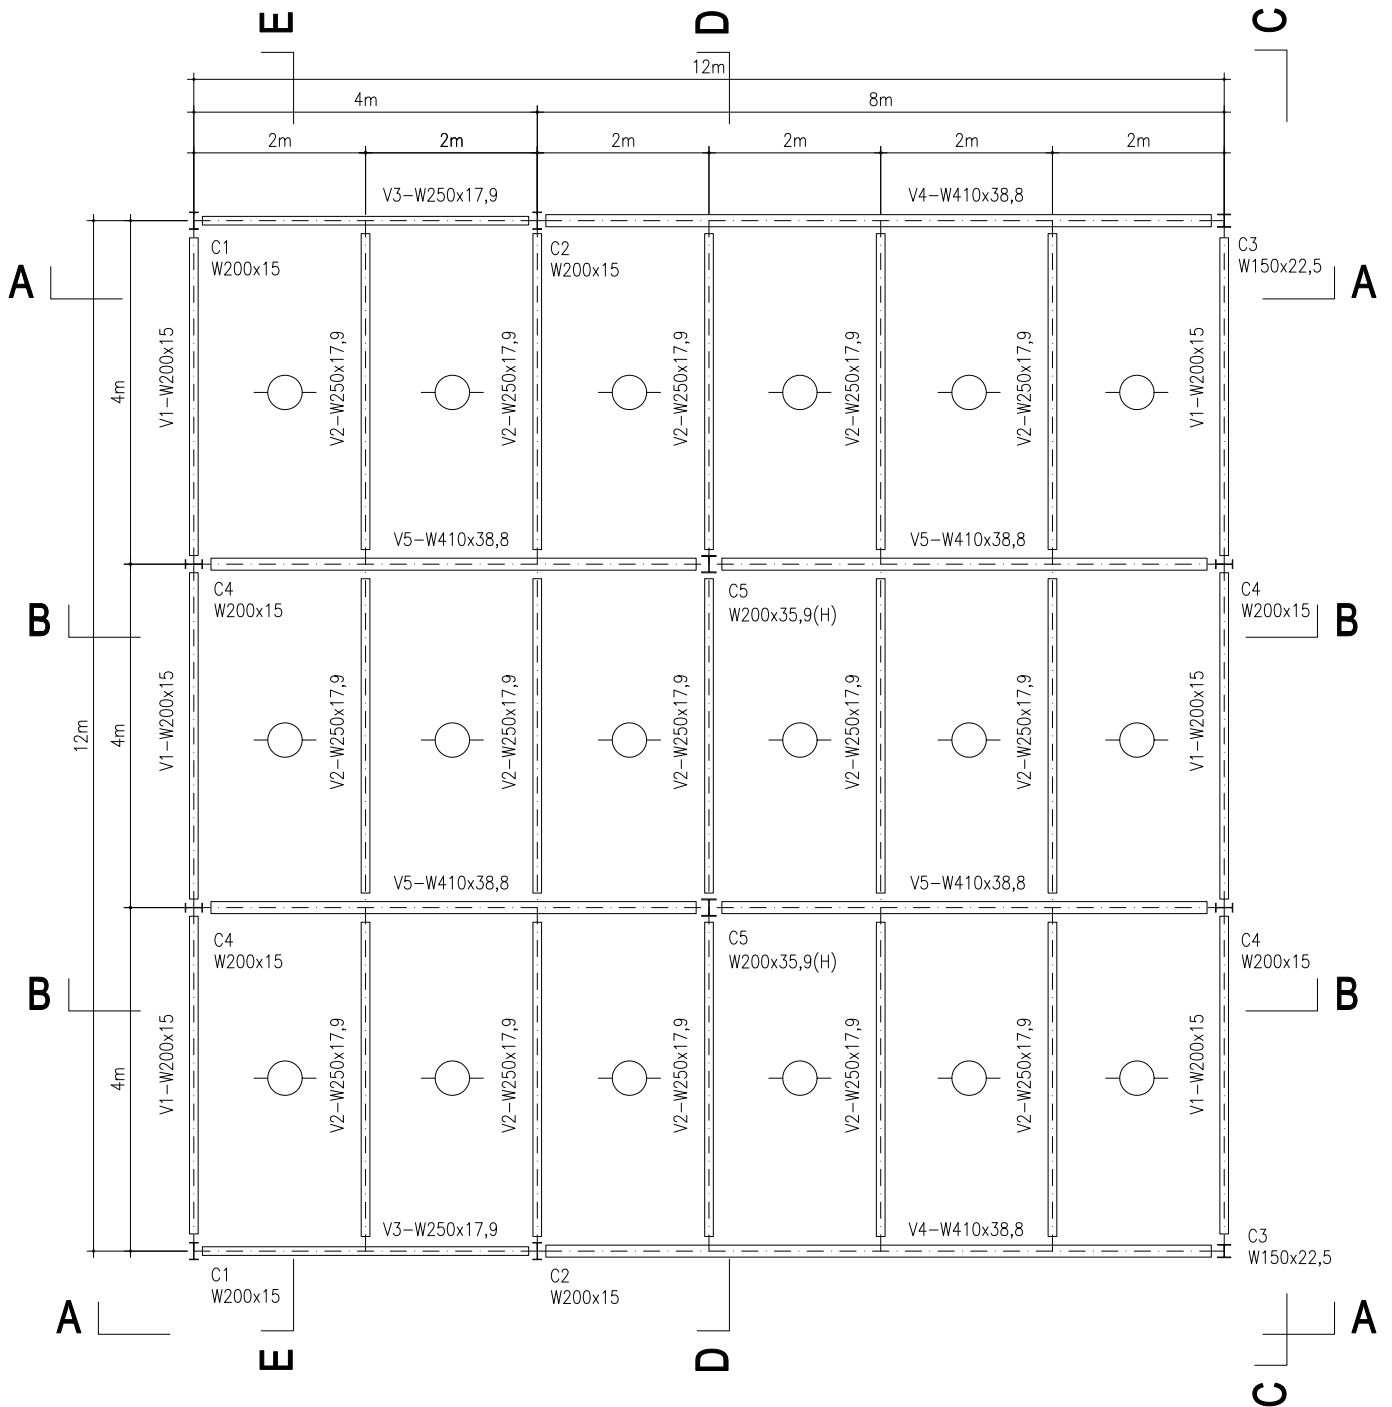 E
D
C
12m
4m
8m
2m
2m
2m
2m
2m
2m
V3-W250x17,9
V4-W410x38,8
C1
W200x15
C2
W200x15
C3
W150x22,5
A
A
4m
V1-W200x15
V2-W250x17,9
V2-W250x17,9
V2-W250x17,9
V2-W250x17,9
V2-W250x17,9
V1-W200x15
V5-W410x38,8
V5-W410x38,8
C4
W200x15
C5
W200x35,9(H)
C4
W200x15
B
B
12m
4m
V1-W200x15
V2-W250x17,9
V2-W250x17,9
V2-W250x17,9
V2-W250x17,9
V2-W250x17,9
V1-W200x15
V5-W410x38,8
V5-W410x38,8
C4
W200x15
C5
W200x35,9(H)
C4
W200x15
B
B
4m
V1-W200x15
V2-W250x17,9
V2-W250x17,9
V2-W250x17,9
V2-W250x17,9
V2-W250x17,9
V1-W200x15
V3-W250x17,9
V4-W410x38,8
C3
W150x22,5
C1
W200x15
C2
W200x15
A
A
E
D
C